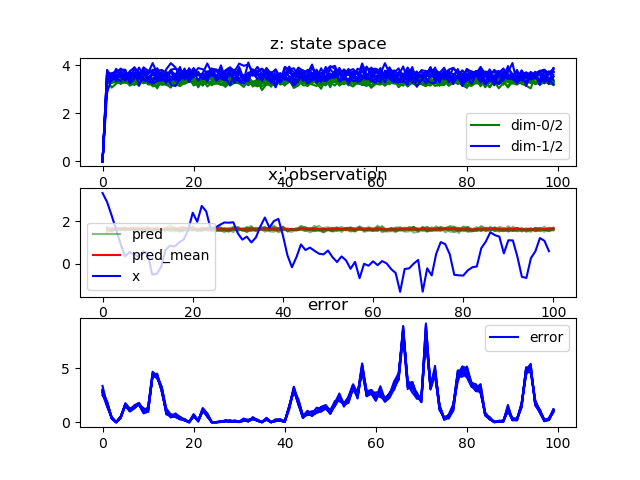 z: state space
4
2
0
dim-0/2
dim-1/2
0 20 40 60 80 100
x: observation
2
0
pred
pred_mean
x
0 20 40 60 80 100
error
5
0
error
0 20 40 60 80 100